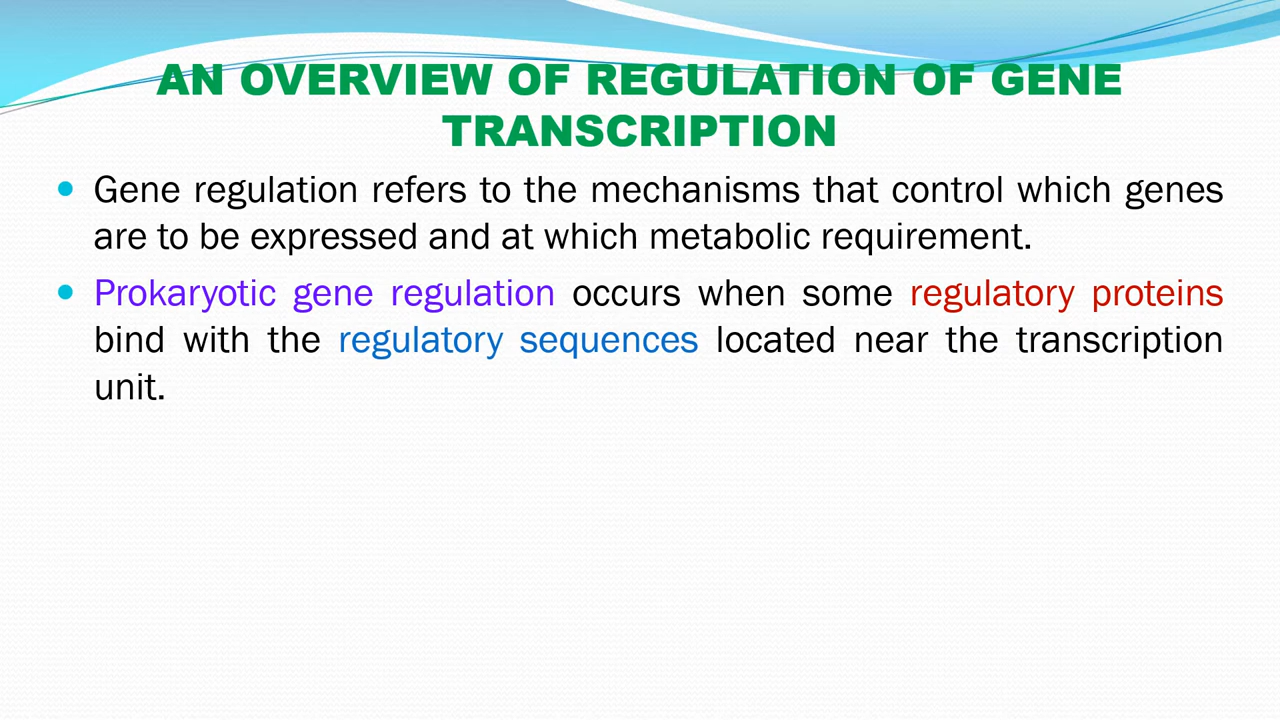 AN OVERVIEW OF REGULATION OF GENE
TRANSCRIPTION
Gene regulation refers to the mechanisms that control which genes
are to be expressed and at which metabolic requirement.
Prokaryotic gene regulation occurs when some regulatory proteins
bind with the regulatory sequences located near the transcription
unit.